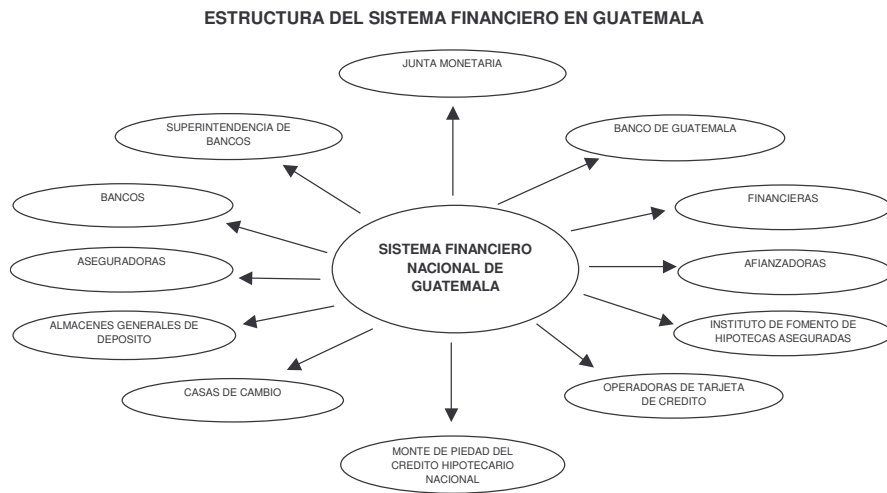 ESTRUCTURA DEL SISTEMA FINANCIERO EN GUATEMALA
JUNTA MONETARIA
SUPERINTENDENCIA DE
BANCOS
BANCO DE GUATEMALA
BANCOS
FINANCIERAS
SISTEMA FINANCIERO
NACIONAL DE
GUATEMALA
ASEGURADORAS
AFIANZADORAS
ALMACENES GENERALES DE
DEPOSITO
INSTITUTO DE FOMENTO DE
HIPOTECAS ASEGURADAS
CASAS DE CAMBIO
OPERADORAS DE TARJETA
DE CREDITO
MONTE DE PIEDAD DEL
CREDITO HIPOTECARIO
NACIONAL